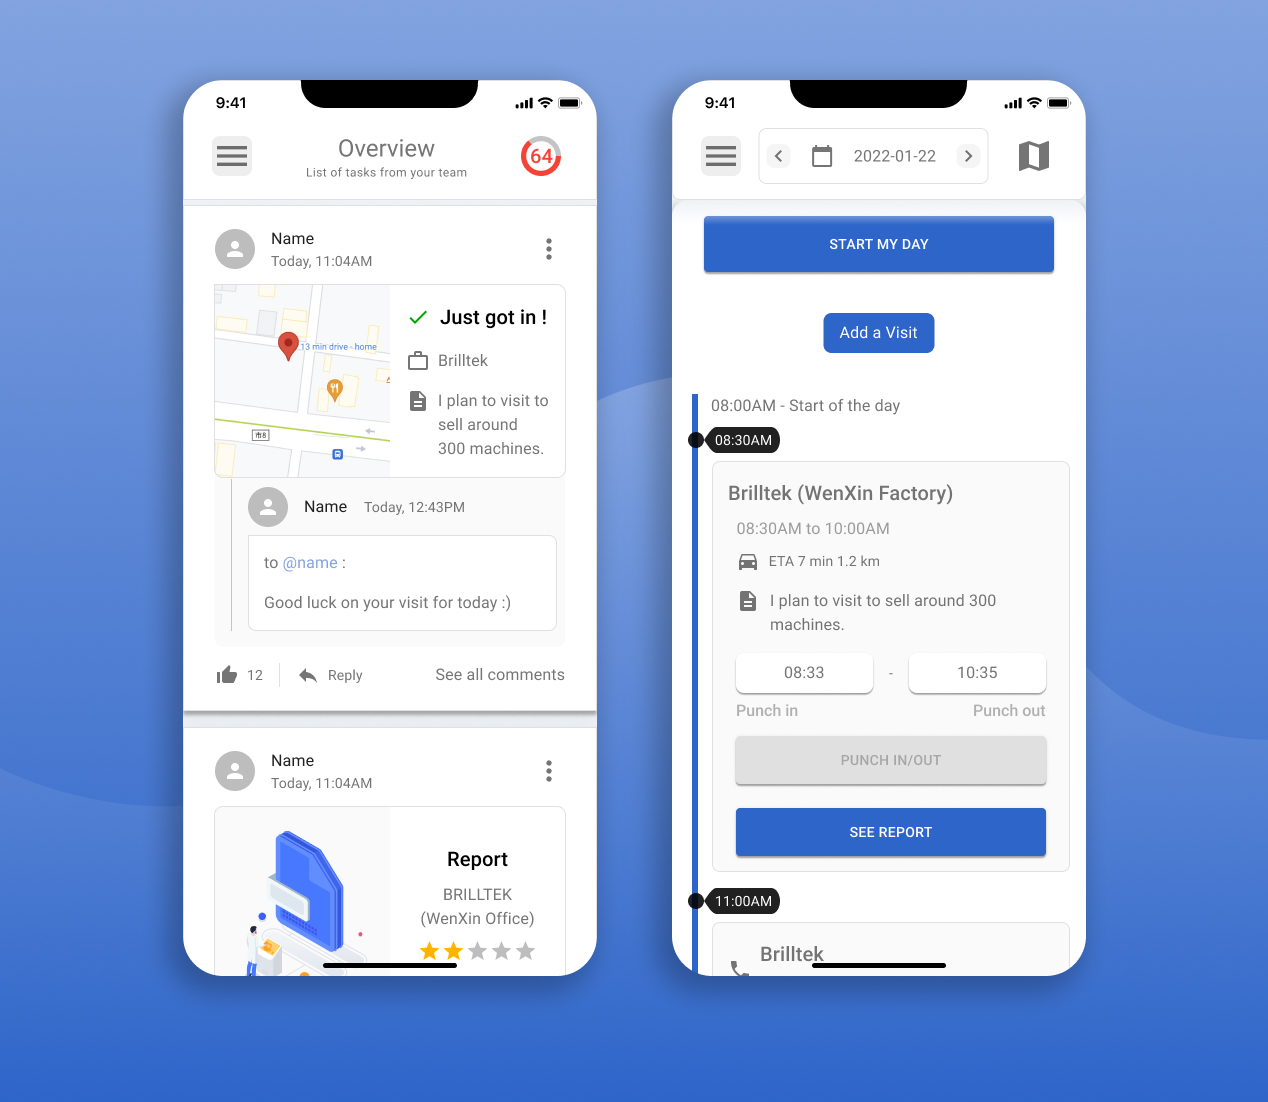 9:41
Overview
List of tasks from your team
64
Name
Today, 11:04AM
13 min drive - home
市8
Just got in !
Brilltek
I plan to visit to
sell around
300 machines.
Name Today, 12:43PM
to @name :
Good luck on your visit for today :)
12 Reply See all comments
Name
Today, 11:04AM
Report
BRILLTEK
(WenXin Office)
9:41
2022-01-22
START MY DAY
Add a Visit
08:00AM - Start of the day
08:30AM
Brilltek (WenXin Factory)
08:30AM to 10:00AM
ETA 7 min 1.2 km
I plan to visit to sell around 300
machines.
08:33 - 10:35
Punch in Punch out
PUNCH IN/OUT
SEE REPORT
11:00AM
Brilltek